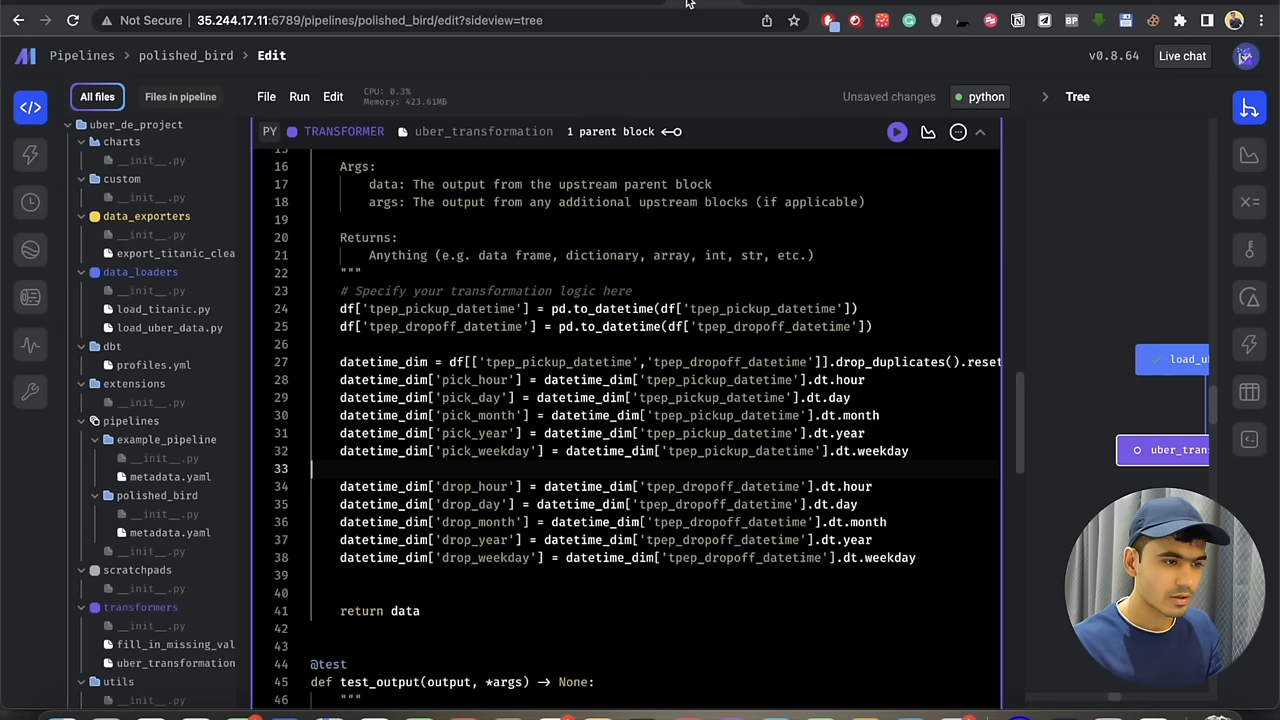 Not Secure 35.244.17.11:6789/pipelines/polished_bird/edit?sideview=tree
Pipelines > polished_bird > Edit
v0.8.64
Live chat
All files
Files in pipeline
File Run Edit
CPU: 0.3%
Memory: 423.61MB
Unsaved changes
python
Tree
uber_de_project
charts
__init__.py
custom
__init__.py
data_exporters
__init__.py
export_titanic_clea
data_loaders
__init__.py
load_titanic.py
load_uber_data.py
dbt
profiles.yml
extensions
__init__.py
pipelines
example_pipeline
__init__.py
metadata.yaml
polished_bird
__init__.py
metadata.yaml
__init__.py
scratchpads
__init__.py
transformers
__init__.py
fill_in_missing_val
uber_transformation
utils
__init__.py
PY TRANSFORMER uber_transformation 1 parent block
15
16 Args:
17 data: The output from the upstream parent block
18 args: The output from any additional upstream blocks (if applicable)
19
20 Returns:
21 Anything (e.g. data frame, dictionary, array, int, str, etc.)
22 """
23 # Specify your transformation logic here
24 df['tpep_pickup_datetime'] = pd.to_datetime(df['tpep_pickup_datetime'])
25 df['tpep_dropoff_datetime'] = pd.to_datetime(df['tpep_dropoff_datetime'])
26
27 datetime_dim = df[['tpep_pickup_datetime','tpep_dropoff_datetime']].drop_duplicates().reset
28 datetime_dim['pick_hour'] = datetime_dim['tpep_pickup_datetime'].dt.hour
29 datetime_dim['pick_day'] = datetime_dim['tpep_pickup_datetime'].dt.day
30 datetime_dim['pick_month'] = datetime_dim['tpep_pickup_datetime'].dt.month
31 datetime_dim['pick_year'] = datetime_dim['tpep_pickup_datetime'].dt.year
32 datetime_dim['pick_weekday'] = datetime_dim['tpep_pickup_datetime'].dt.weekday
33
34 datetime_dim['drop_hour'] = datetime_dim['tpep_dropoff_datetime'].dt.hour
35 datetime_dim['drop_day'] = datetime_dim['tpep_dropoff_datetime'].dt.day
36 datetime_dim['drop_month'] = datetime_dim['tpep_dropoff_datetime'].dt.month
37 datetime_dim['drop_year'] = datetime_dim['tpep_dropoff_datetime'].dt.year
38 datetime_dim['drop_weekday'] = datetime_dim['tpep_dropoff_datetime'].dt.weekday
39
40
41 return data
42
43
44 @test
45 def test_output(output, *args) -> None:
46 """
load_ub
uber_tran